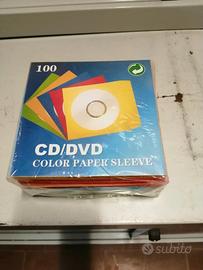 100
CD/DVD
COLOR PAPER SLEEVE
subito